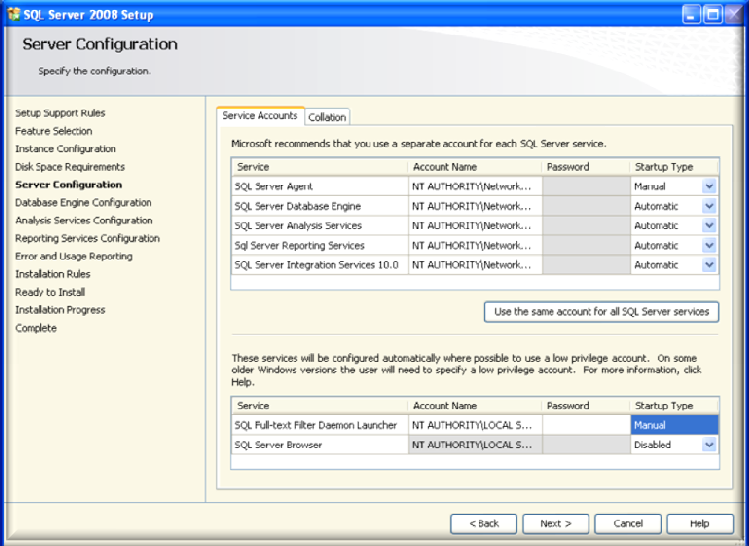 SQL Server 2008 Setup
Server Configuration
Specify the configuration.
Setup Support Rules
Feature Selection
Instance Configuration
Disk Space Requirements
Server Configuration
Database Engine Configuration
Analysis Services Configuration
Reporting Services Configuration
Error and Usage Reporting
Installation Rules
Ready to Install
Installation Progress
Complete
Service Accounts Collation
Microsoft recommends that you use a separate account for each SQL Server service.
Service Account Name Password Startup Type
SQL Server Agent NT AUTHORITY\Network... Manual
SQL Server Database Engine NT AUTHORITY\Network... Automatic
SQL Server Analysis Services NT AUTHORITY\Network... Automatic
Sql Server Reporting Services NT AUTHORITY\Network... Automatic
SQL Server Integration Services 10.0 NT AUTHORITY\Network... Automatic
Use the same account for all SQL Server services
These services will be configured automatically where possible to use a low privilege account. On some
older Windows versions the user will need to specify a low privilege account. For more information, click
Help.
Service Account Name Password Startup Type
SQL Full-text Filter Daemon Launcher NT AUTHORITY\LOCAL S... Manual
SQL Server Browser NT AUTHORITY\LOCAL S... Disabled
< Back Next > Cancel Help